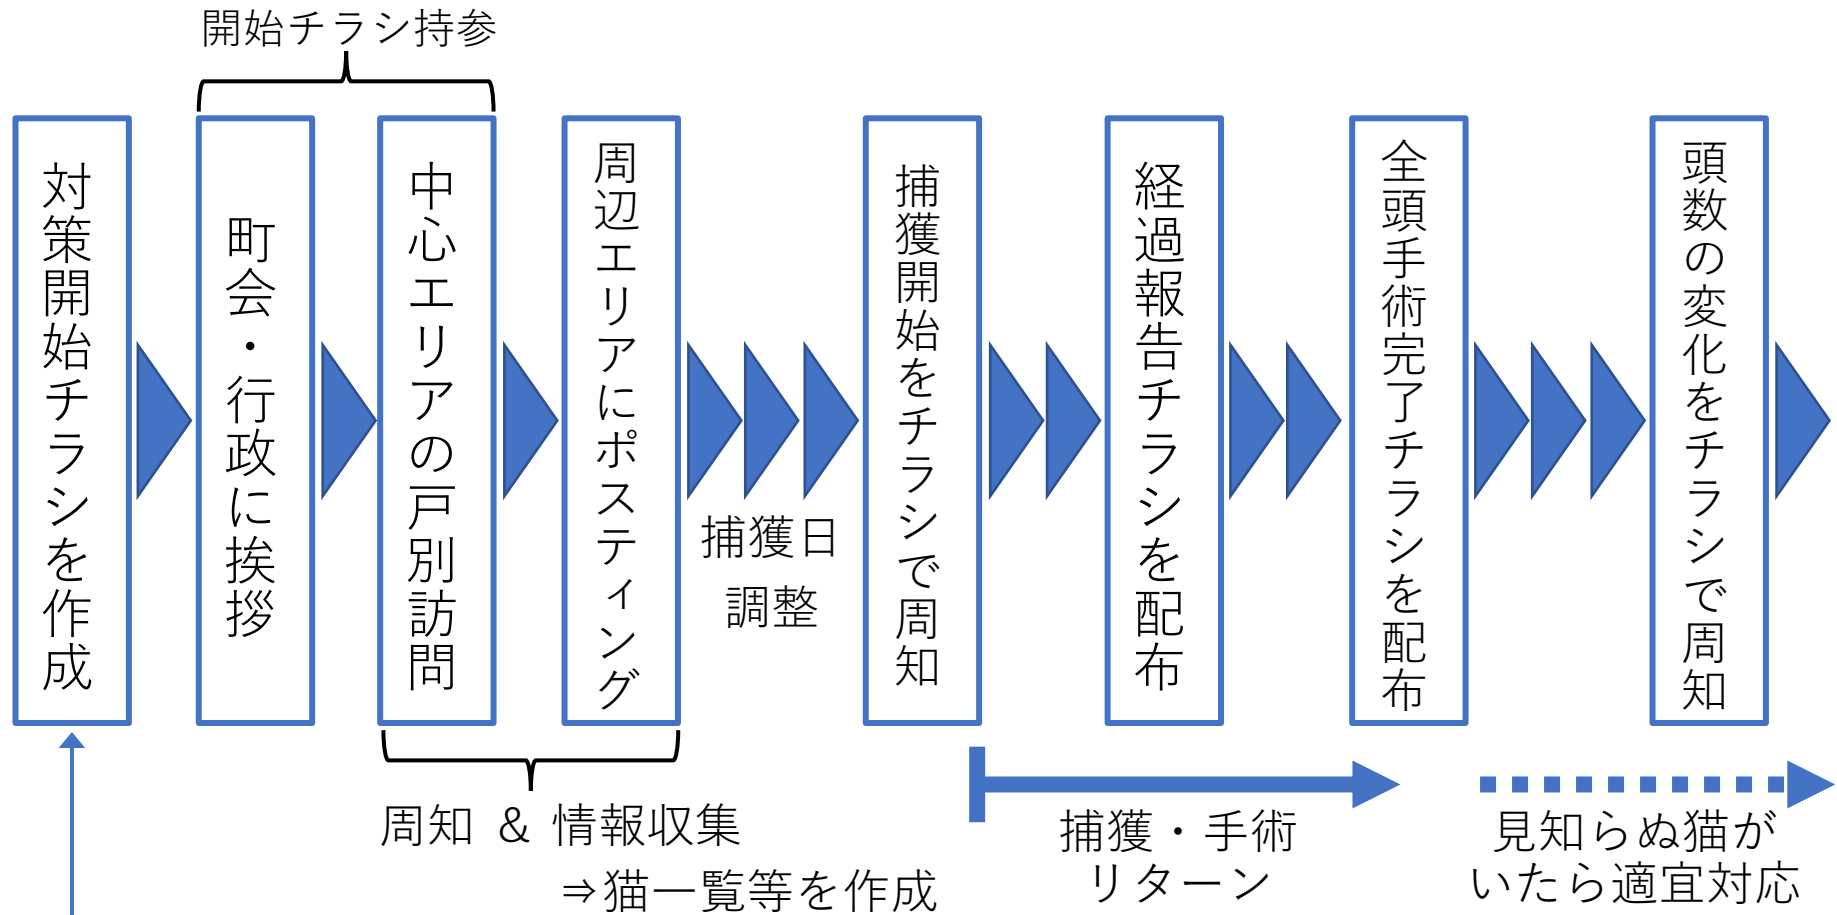 開始チラシ持参
対策開始チラシを作成
町会・行政に挨拶
中心エリアの戸別訪問
周辺エリアにポスティング
捕獲日
調整
捕獲開始をチラシで周知
経過報告チラシを配布
全頭手術完了チラシを配布
頭数の変化をチラシで周知
周知 & 情報収集
⇒猫一覧等を作成
捕獲・手術
リターン
見知らぬ猫が
いたら適宜対応